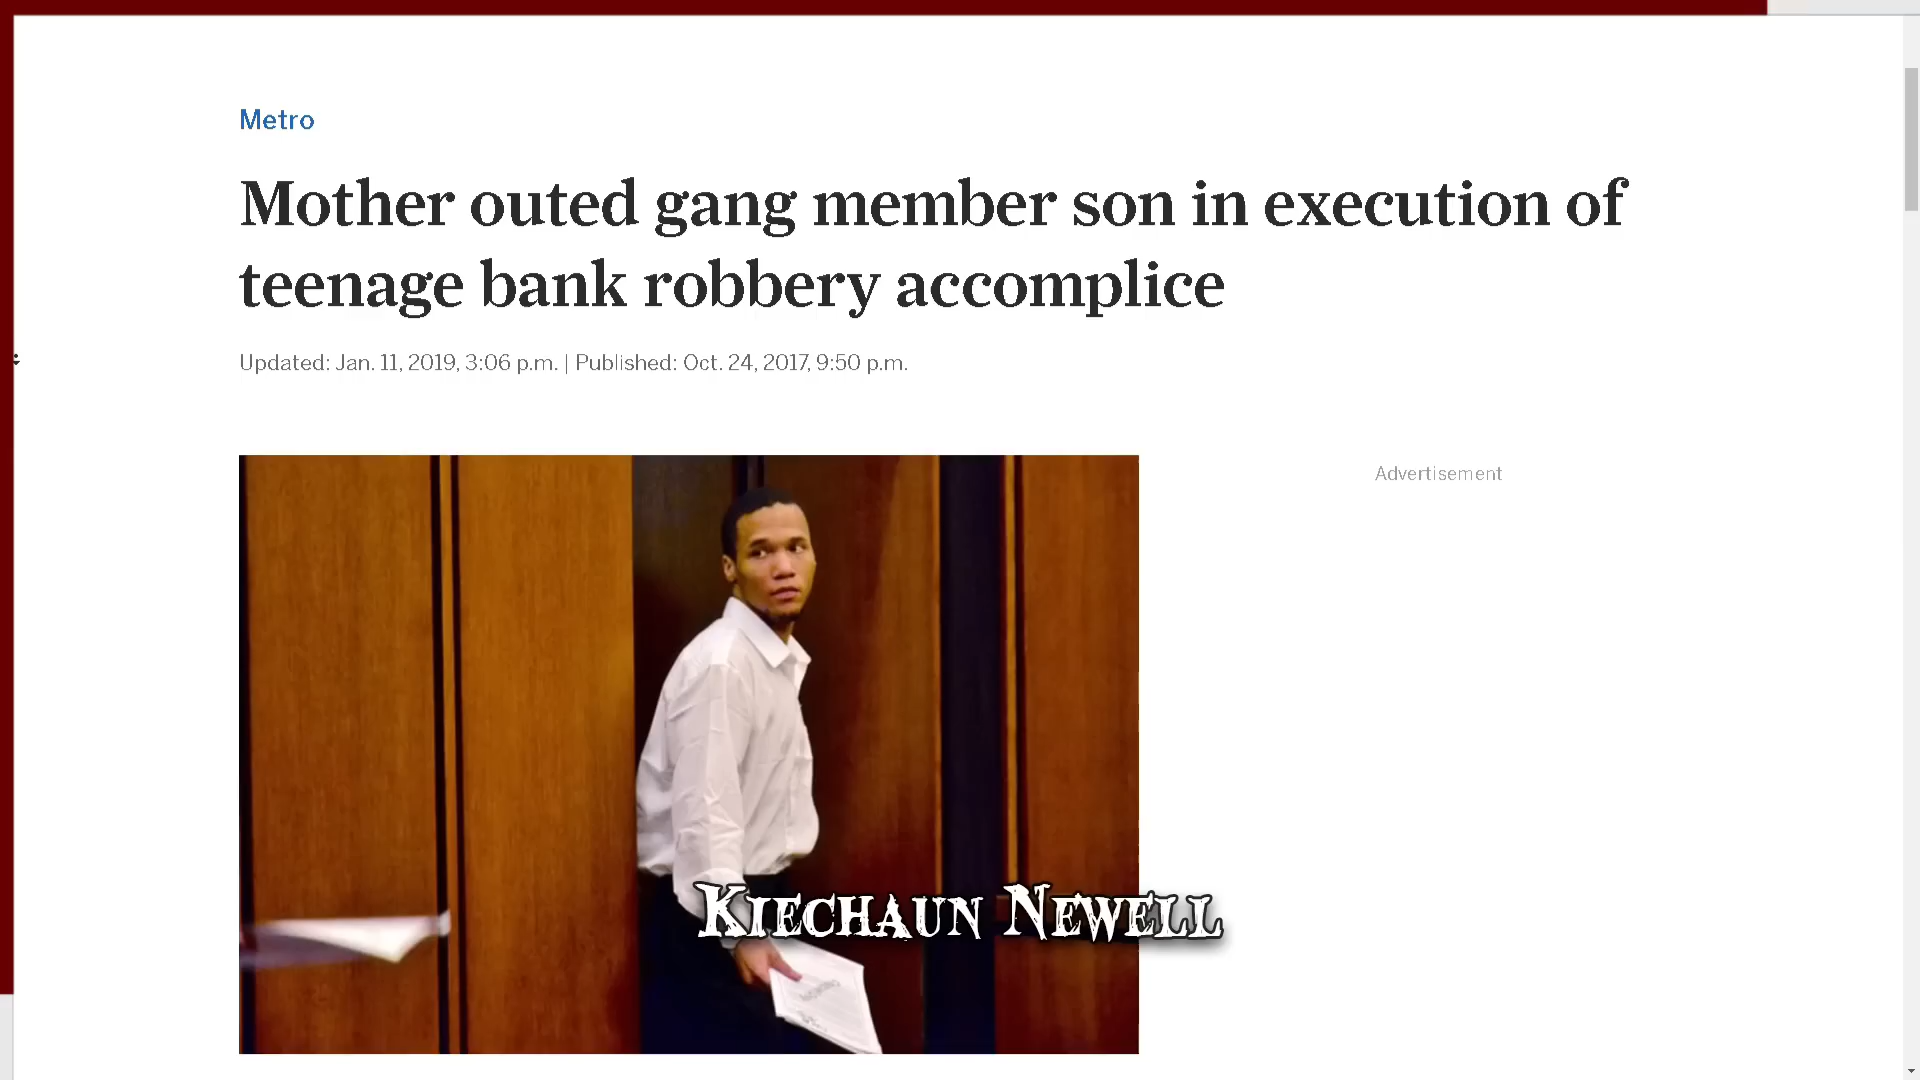 Metro
Mother outed gang member son in execution of
teenage bank robbery accomplice
Updated: Jan. 11, 2019, 3:06 p.m. | Published: Oct. 24, 2017, 9:50 p.m.
Advertisement
Kiechaun Newell